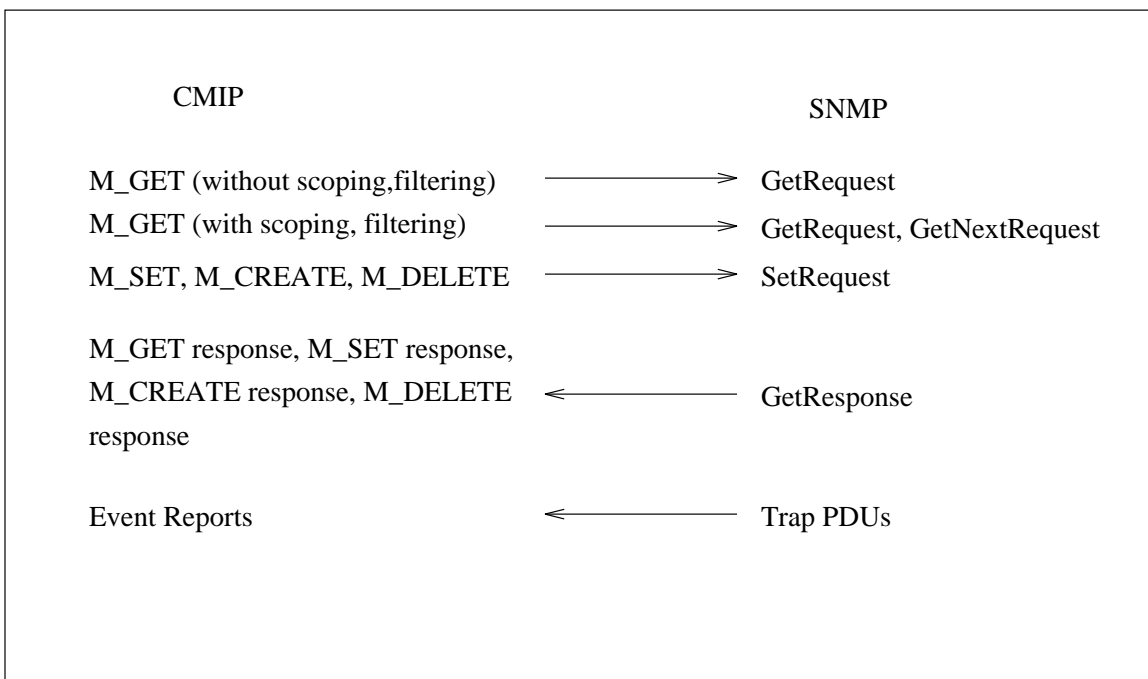 CMIP
SNMP
M_GET (without scoping,filtering)
GetRequest
M_GET (with scoping, filtering)
GetRequest, GetNextRequest
M_SET, M_CREATE, M_DELETE
SetRequest
M_GET response, M_SET response,
M_CREATE response, M_DELETE
response
GetResponse
Event Reports
Trap PDUs